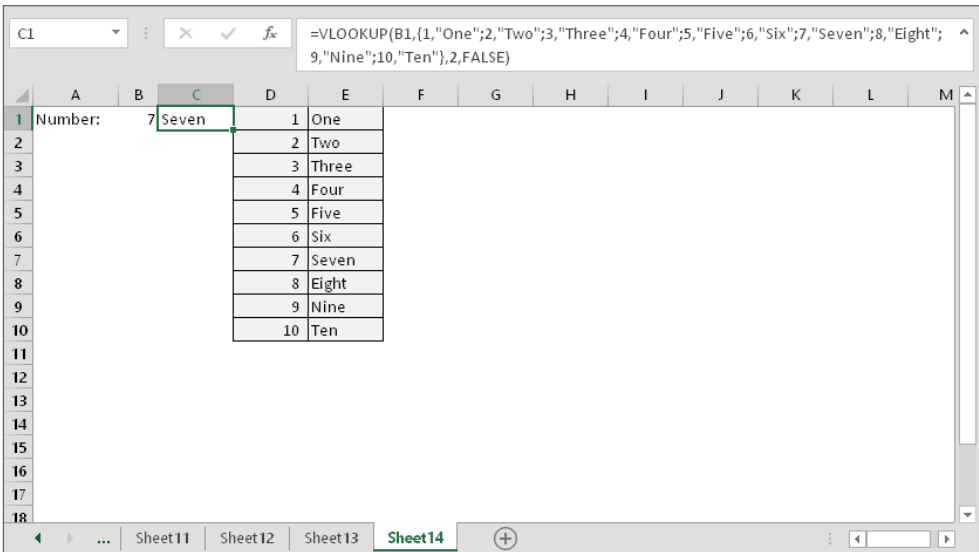 C1 fx =VLOOKUP(B1,{1,"One";2,"Two";3,"Three";4,"Four";5,"Five";6,"Six";7,"Seven";8,"Eight";
9,"Nine";10,"Ten"},2,FALSE)
A B C D E F G H I J K L M
1 Number: 7 Seven 1 One
2 2 Two
3 3 Three
4 4 Four
5 5 Five
6 6 Six
7 7 Seven
8 8 Eight
9 9 Nine
10 10 Ten
11
12
13
14
15
16
17
18
... Sheet11 Sheet12 Sheet13 Sheet14